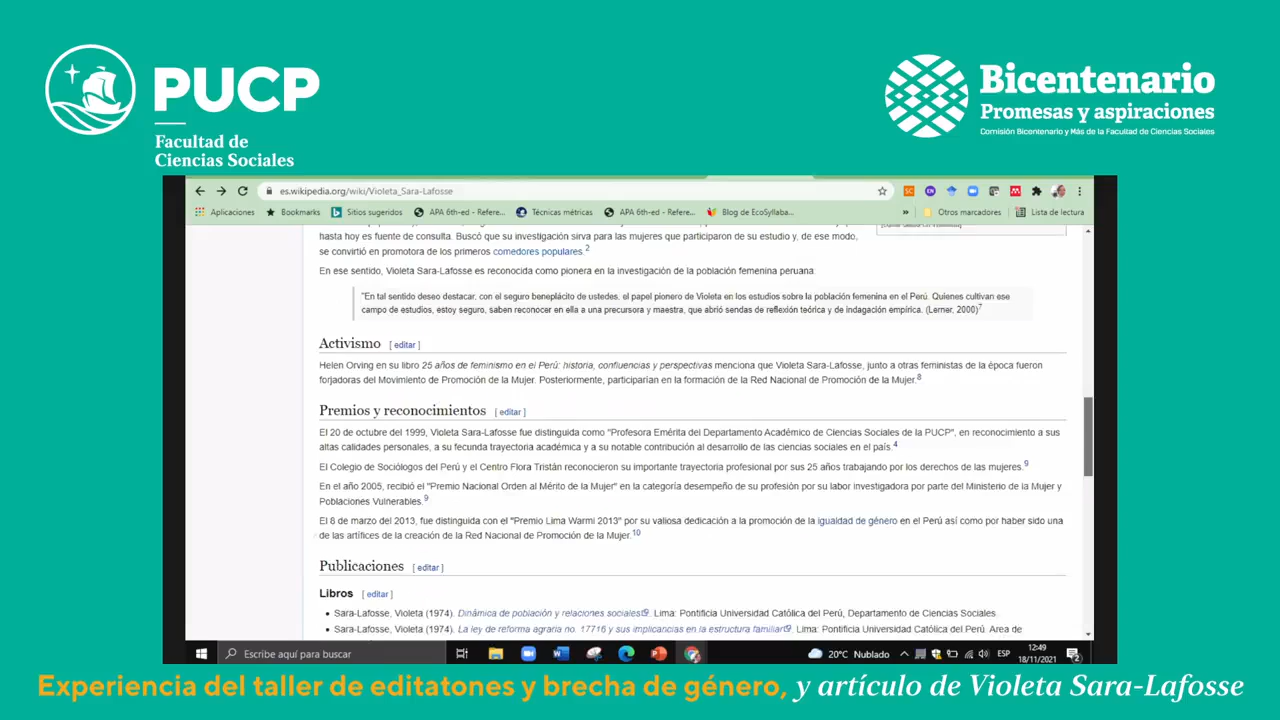 PUCP
Facultad de
Ciencias Sociales
Bicentenario
Promesas y aspiraciones
Comisión Bicentenario y Más de la Facultad de Ciencias Sociales
es.wikipedia.org/wiki/Violeta_Sara-Lafosse
Aplicaciones Bookmarks Sitios sugeridos APA 6th-ed - Refere... Técnicas métricas APA 6th-ed - Refere... Blog de EcoSyllaba... » Otros marcadores Lista de lectura
hasta hoy es fuente de consulta. Buscó que su investigación sirva para las mujeres que participaron de su estudio y, de ese modo,
se convirtió en promotora de los primeros comedores populares.2
En ese sentido, Violeta Sara-Lafosse es reconocida como pionera en la investigación de la población femenina peruana
"En tal sentido deseo destacar, con el seguro beneplácito de ustedes, el papel pionero de Violeta en los estudios sobre la población femenina en el Perú. Quienes cultivan ese
campo de estudios, estoy seguro, saben reconocer en ella a una precursora y maestra, que abrió sendas de reflexión teórica y de indagación empírica. (Lerner, 2000)7
Activismo [ editar ]
Helen Orving en su libro 25 años de feminismo en el Perú: historia, confluencias y perspectivas menciona que Violeta Sara-Lafosse, junto a otras feministas de la época fueron
forjadoras del Movimiento de Promoción de la Mujer. Posteriormente, participarían en la formación de la Red Nacional de Promoción de la Mujer.8
Premios y reconocimientos [ editar ]
El 20 de octubre del 1999, Violeta Sara-Lafosse fue distinguida como "Profesora Emérita del Departamento Académico de Ciencias Sociales de la PUCP", en reconocimiento a sus
altas calidades personales, a su fecunda trayectoria académica y a su notable contribución al desarrollo de las ciencias sociales en el país.4
El Colegio de Sociólogos del Perú y el Centro Flora Tristán reconocieron su importante trayectoria profesional por sus 25 años trabajando por los derechos de las mujeres.9
En el año 2005, recibió el "Premio Nacional Orden al Mérito de la Mujer" en la categoría desempeño de su profesión por su labor investigadora por parte del Ministerio de la Mujer y
Poblaciones Vulnerables.9
El 8 de marzo del 2013, fue distinguida con el "Premio Lima Warmi 2013" por su valiosa dedicación a la promoción de la igualdad de género en el Perú así como por haber sido una
de las artífices de la creación de la Red Nacional de Promoción de la Mujer.10
Publicaciones [ editar ]
Libros [ editar ]
• Sara-Lafosse, Violeta (1974). Dinámica de población y relaciones sociales. Lima: Pontificia Universidad Católica del Perú, Departamento de Ciencias Sociales.
• Sara-Lafosse, Violeta (1974). La ley de reforma agraria no. 17716 y sus implicancias en la estructura familiar. Lima: Pontificia Universidad Católica del Perú. Area de
Escribe aquí para buscar
20°C Nublado ESP 12:49
18/11/2021 2
Experiencia del taller de editatones y brecha de género, y artículo de Violeta Sara-Lafosse